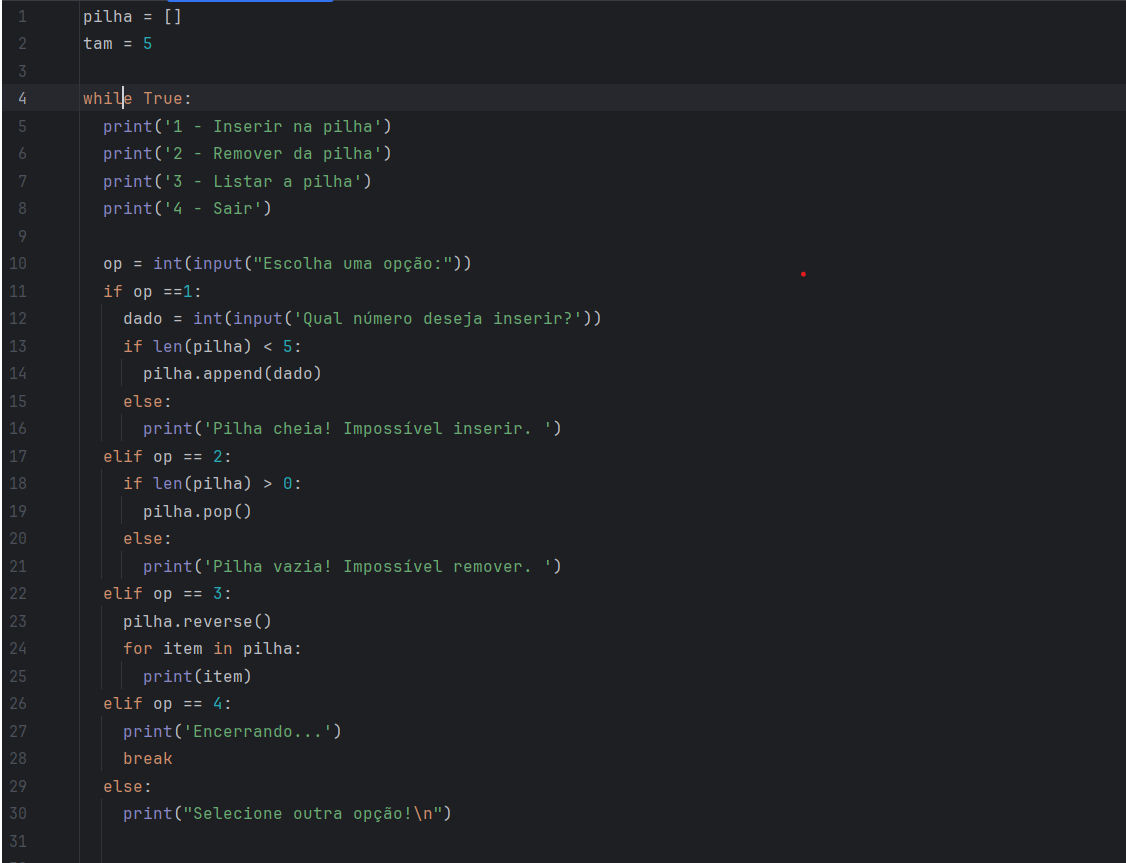 1 pilha = []
2 tam = 5
3
4 while True:
5   print('1 - Inserir na pilha')
6   print('2 - Remover da pilha')
7   print('3 - Listar a pilha')
8   print('4 - Sair')
9
10   op = int(input("Escolha uma opção:"))
11   if op ==1:
12     dado = int(input('Qual número deseja inserir?'))
13     if len(pilha) < 5:
14       pilha.append(dado)
15     else:
16       print('Pilha cheia! Impossível inserir. ')
17   elif op == 2:
18     if len(pilha) > 0:
19       pilha.pop()
20     else:
21       print('Pilha vazia! Impossível remover. ')
22   elif op == 3:
23     pilha.reverse()
24     for item in pilha:
25       print(item)
26   elif op == 4:
27     print('Encerrando...')
28     break
29   else:
30     print("Selecione outra opção!\n")
31